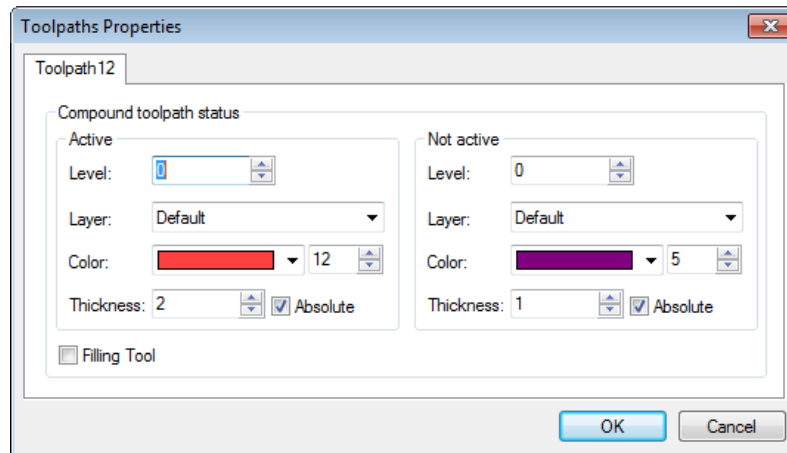 Toolpaths Properties
Toolpath12
Compound toolpath status
Active
Level: 0
Layer: Default
Color: 12
Thickness: 2 Absolute
Not active
Level: 0
Layer: Default
Color: 5
Thickness: 1 Absolute
Filling Tool
OK Cancel